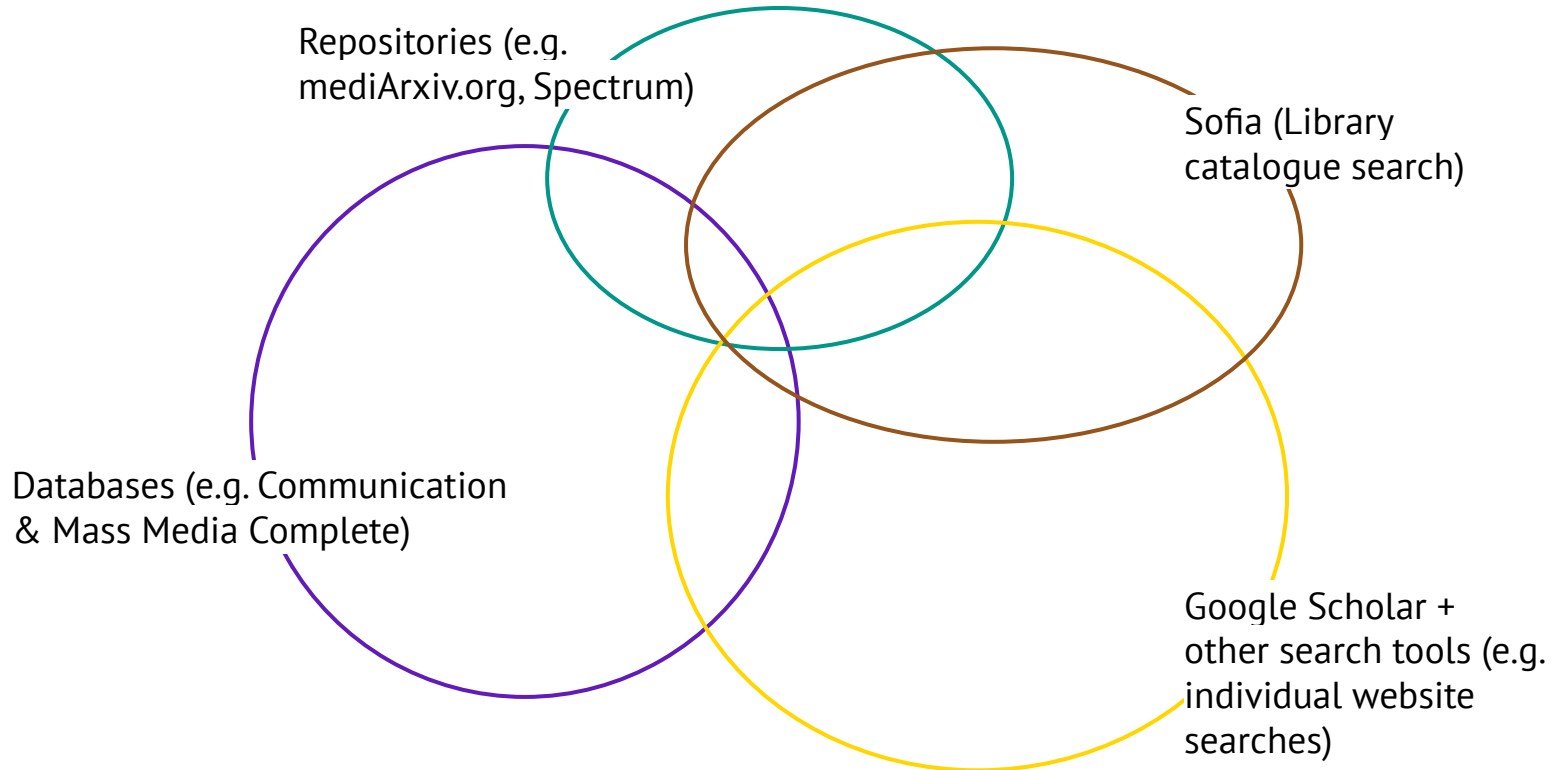 Repositories (e.g.
mediArxiv.org, Spectrum)
Sofia (Library
catalogue search)
Databases (e.g. Communication
& Mass Media Complete)
Google Scholar +
other search tools (e.g.
individual website
searches)